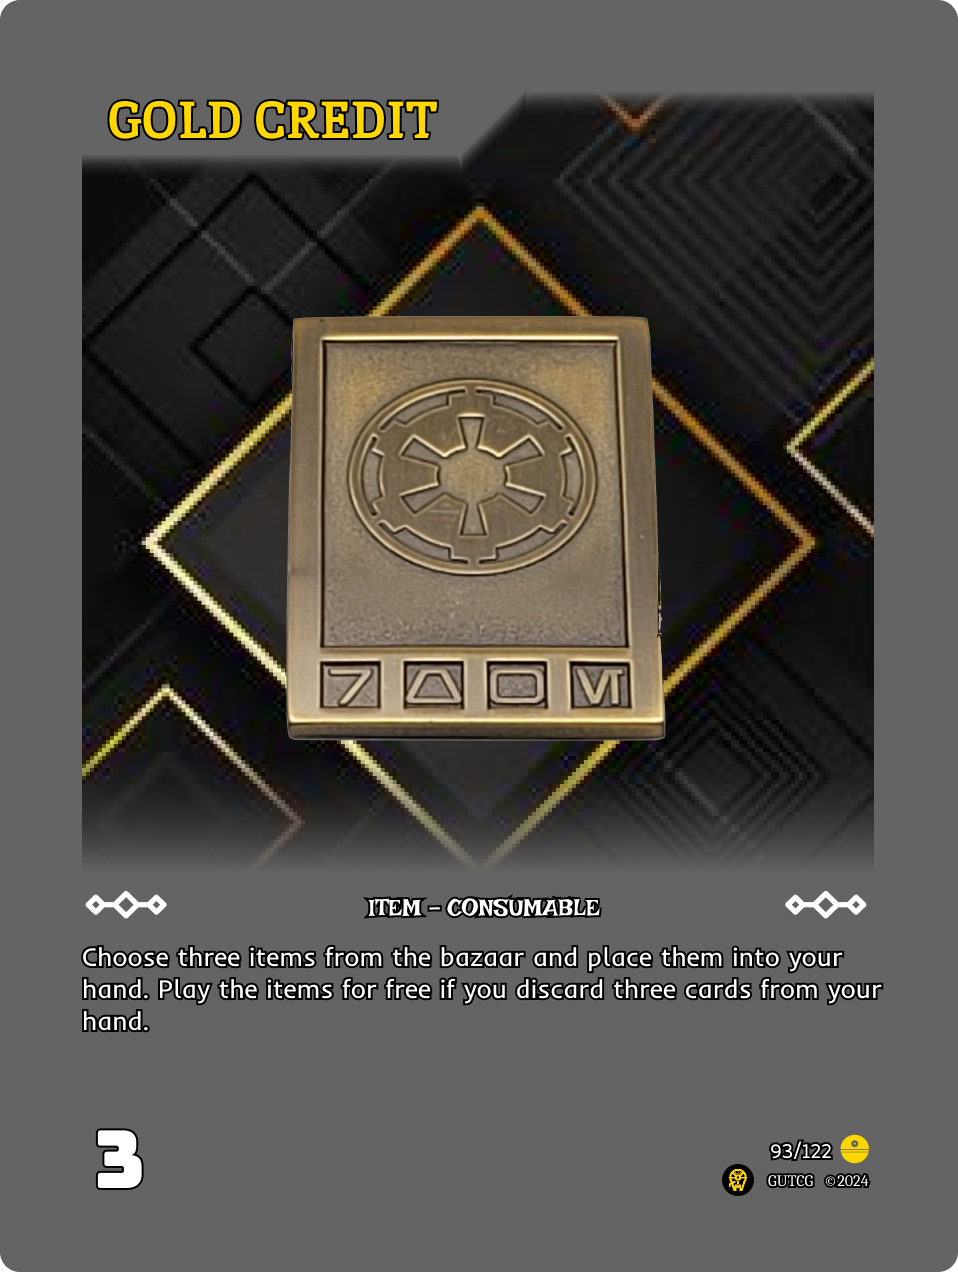 GOLD CREDIT
ITEM - CONSUMABLE
Choose three items from the bazaar and place them into your
hand. Play the items for free if you discard three cards from your
hand.
3
93/122
GUTCG ©2024